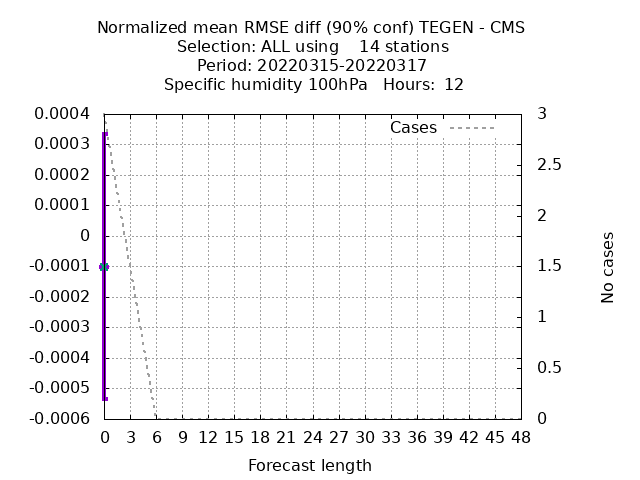 Normalized mean RMSE diff (90% conf) TEGEN - CMS
Selection: ALL using    14 stations
Period: 20220315-20220317
Specific humidity 100hPa   Hours:  12
Cases
0.0004
0.0003
0.0002
0.0001
0
-0.0001
-0.0002
-0.0003
-0.0004
-0.0005
-0.0006
3
2.5
2
1.5
1
0.5
0
No cases
0 3 6 9 12 15 18 21 24 27 30 33 36 39 42 45 48
Forecast length